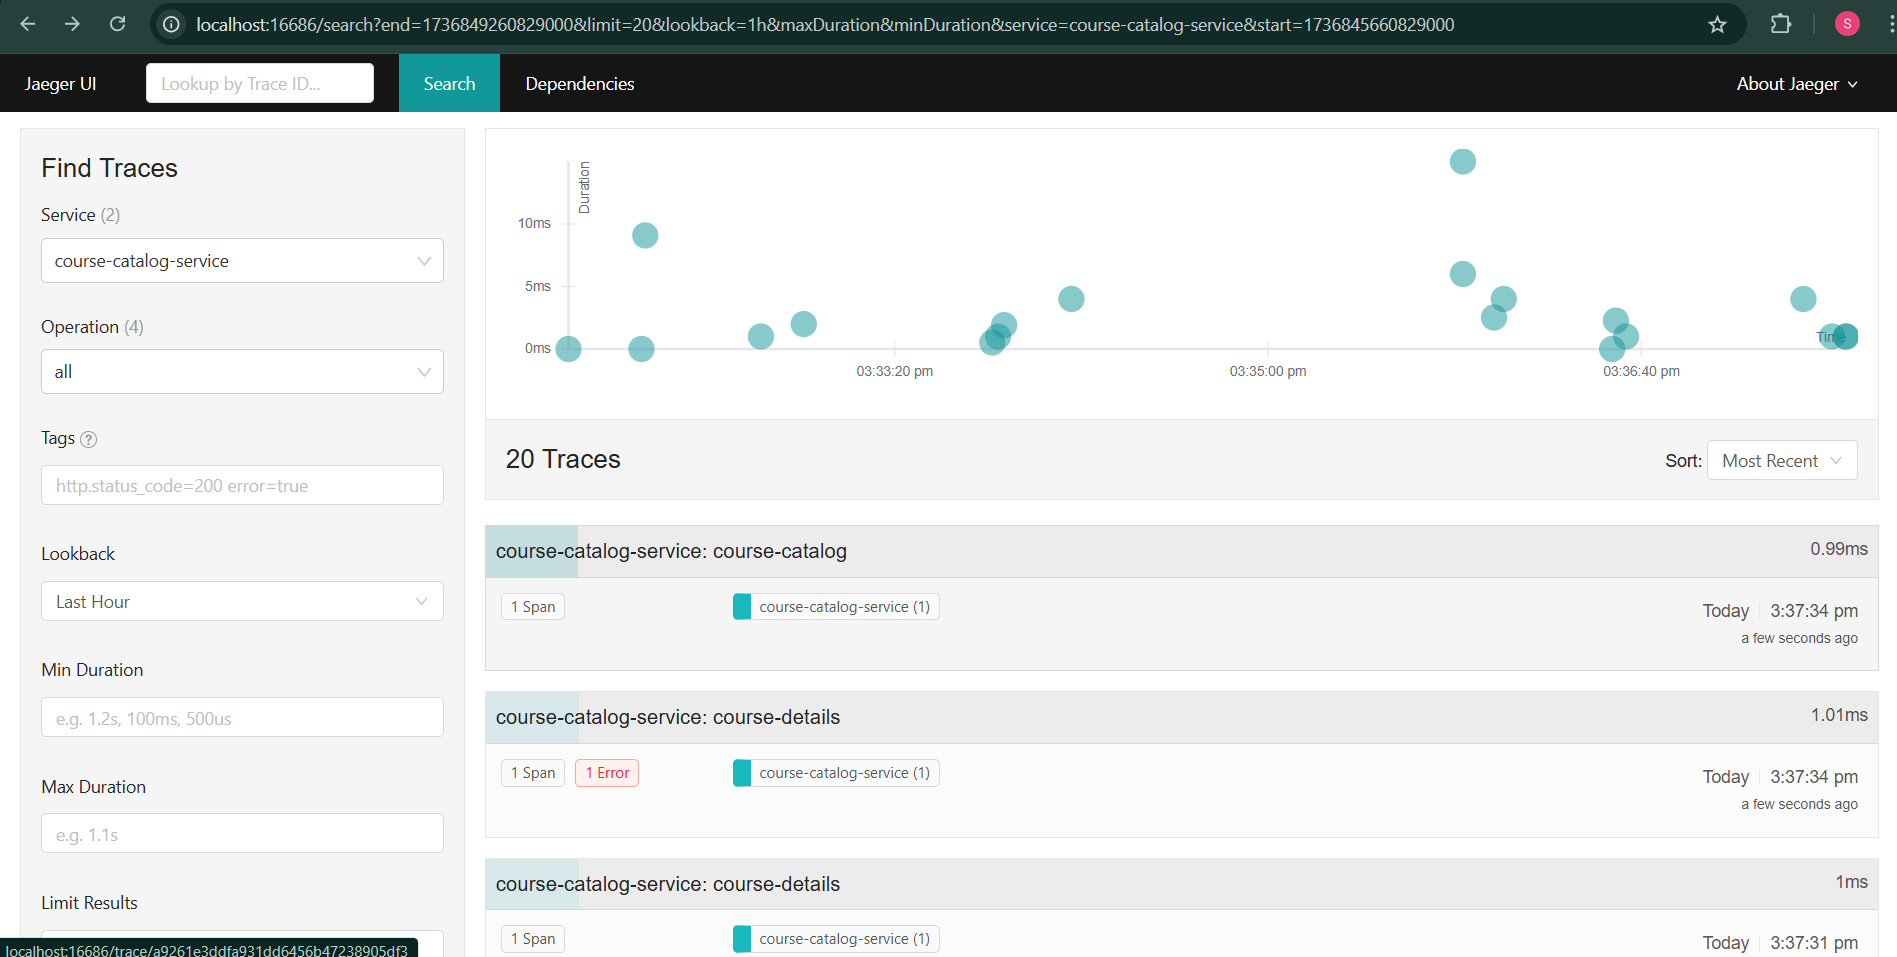 localhost:16686/search?end=1736849260829000&limit=20&lookback=1h&maxDuration&minDuration&service=course-catalog-service&start=1736845660829000
S
Jaeger UI
Lookup by Trace ID...
Search
Dependencies
About Jaeger
Find Traces
Service (2)
course-catalog-service
Operation (4)
all
Tags ?
http.status_code=200 error=true
Lookback
Last Hour
Min Duration
e.g. 1.2s, 100ms, 500us
Max Duration
e.g. 1.1s
Limit Results
localhost:16686/trace/a9261e3ddfa931dd6456b47238905df3
Duration
10ms
5ms
0ms
Time
03:33:20 pm
03:35:00 pm
03:36:40 pm
20 Traces
Sort: Most Recent
course-catalog-service: course-catalog
0.99ms
1 Span
course-catalog-service (1)
Today 3:37:34 pm
a few seconds ago
course-catalog-service: course-details
1.01ms
1 Span
1 Error
course-catalog-service (1)
Today 3:37:34 pm
a few seconds ago
course-catalog-service: course-details
1ms
1 Span
course-catalog-service (1)
Today 3:37:31 pm